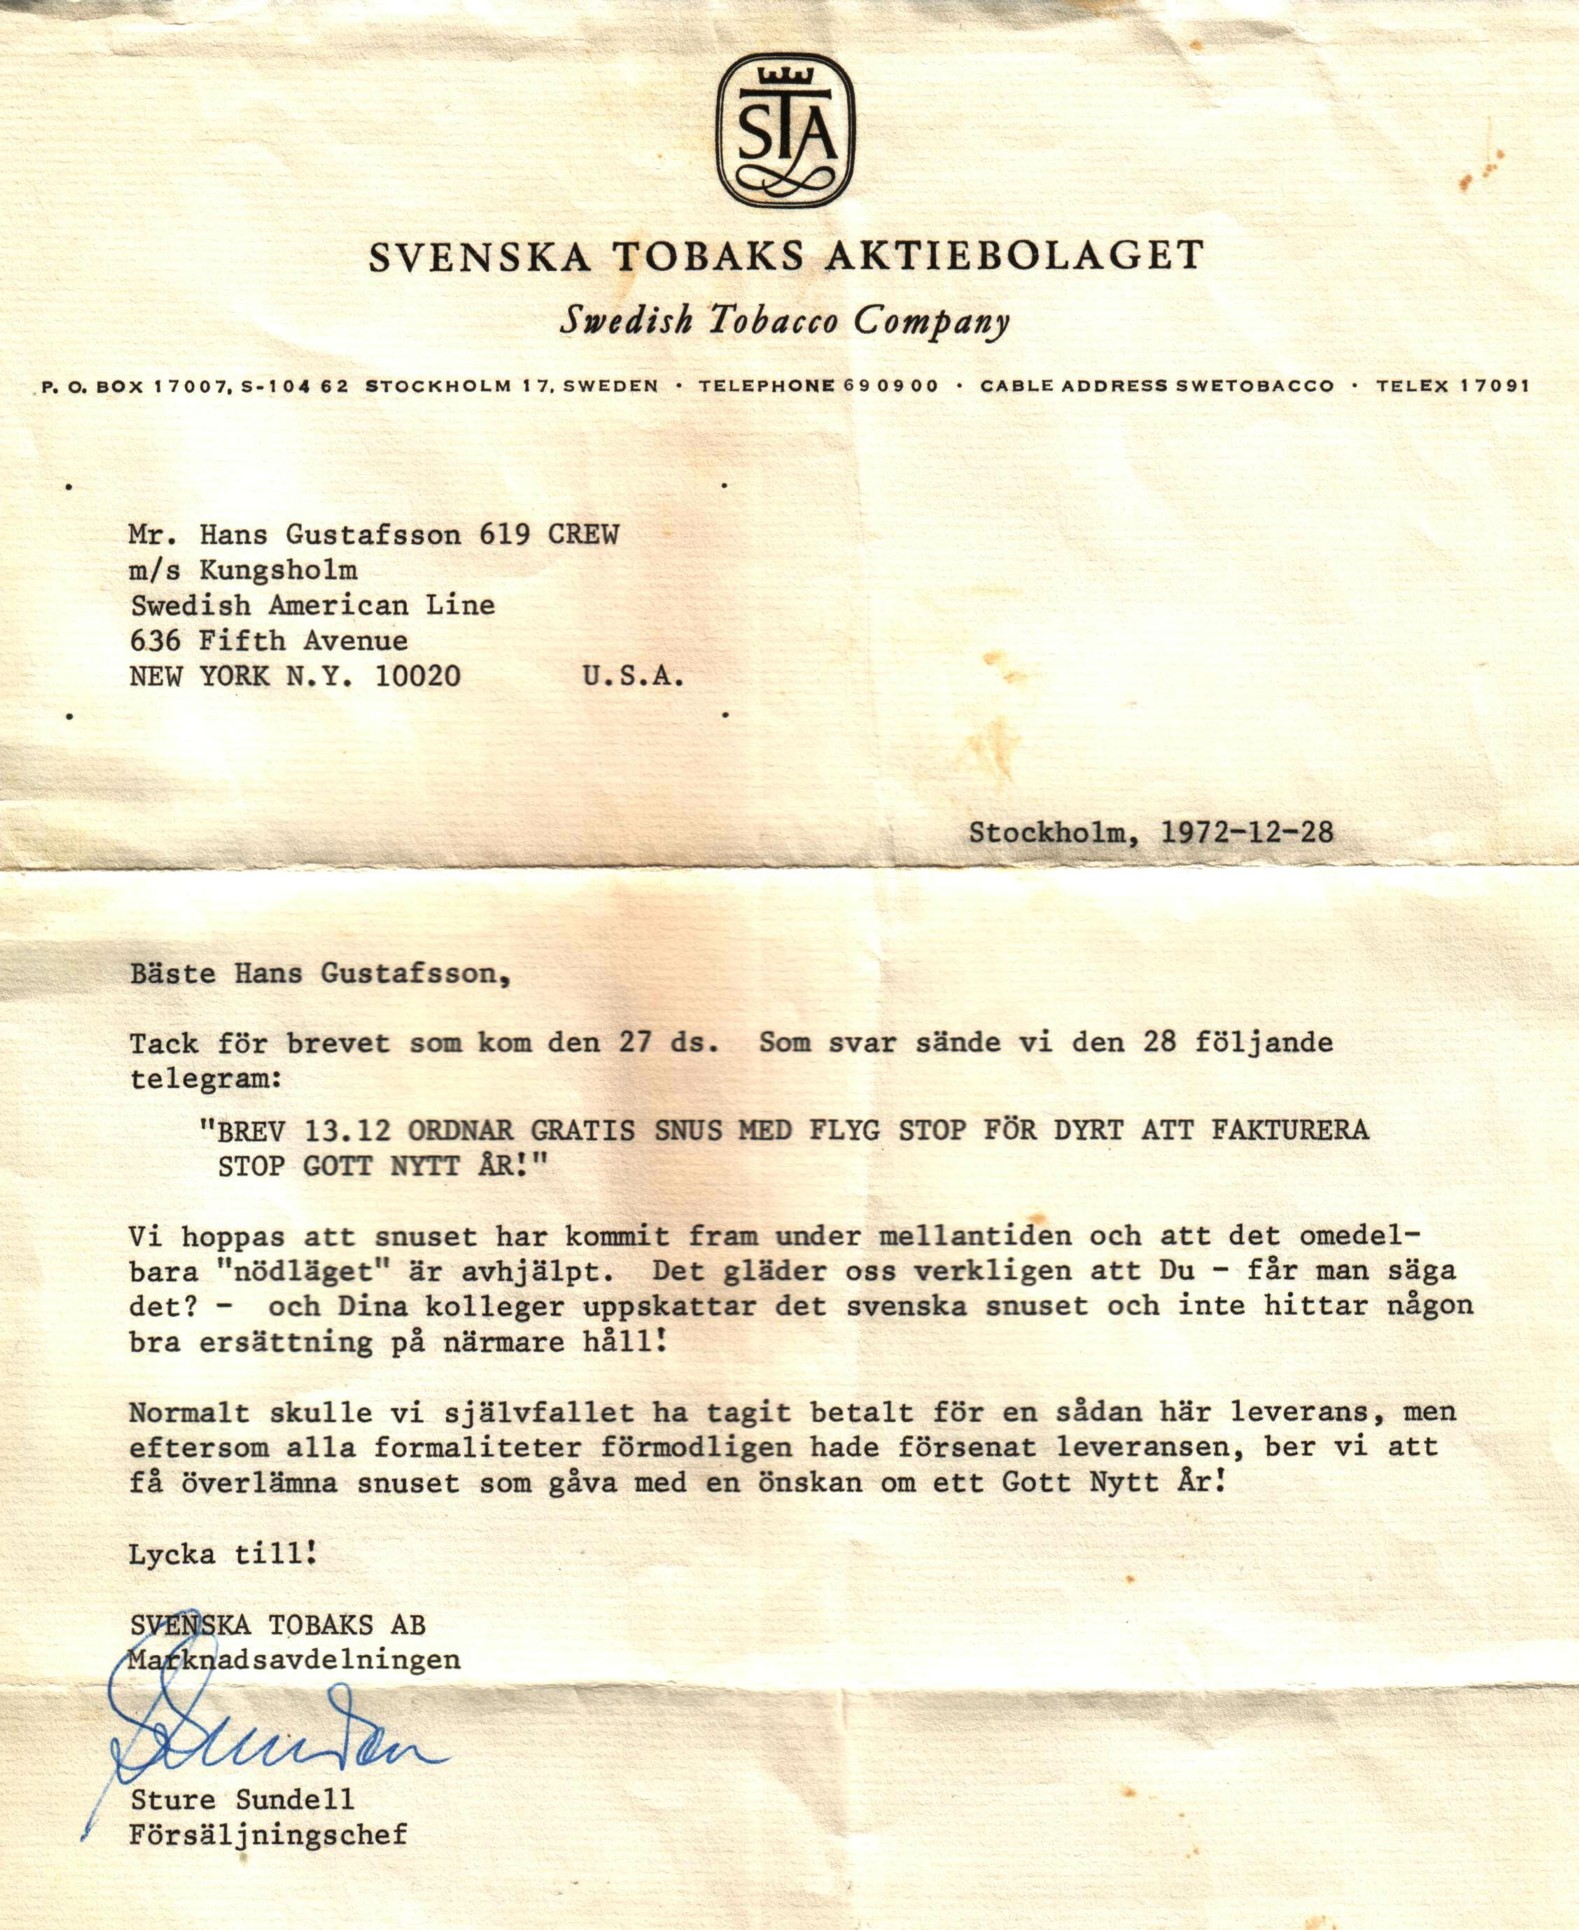 STA
SVENSKA TOBAKS AKTIEBOLAGET
Swedish Tobacco Company
P. O. BOX 17007, S-104 62 STOCKHOLM 17, SWEDEN · TELEPHONE 690900 · CABLE ADDRESS SWETOBACCO · TELEX 17091
Mr. Hans Gustafsson 619 CREW
m/s Kungsholm
Swedish American Line
636 Fifth Avenue
NEW YORK N.Y. 10020 U.S.A.
Stockholm, 1972-12-28
Bäste Hans Gustafsson,
Tack för brevet som kom den 27 ds. Som svar sände vi den 28 följande
telegram:
"BREV 13.12 ORDNAR GRATIS SNUS MED FLYG STOP FÖR DYRT ATT FAKTURERA
STOP GOTT NYTT ÅR!"
Vi hoppas att snuset har kommit fram under mellantiden och att det omedel-
bara "nödläget" är avhjälpt. Det gläder oss verkligen att Du - får man säga
det? - och Dina kolleger uppskattar det svenska snuset och inte hittar någon
bra ersättning på närmare håll!
Normalt skulle vi självfallet ha tagit betalt för en sådan här leverans, men
eftersom alla formaliteter förmodligen hade försenat leveransen, ber vi att
få överlämna snuset som gåva med en önskan om ett Gott Nytt År!
Lycka till!
SVENSKA TOBAKS AB
Marknadsavdelningen
Sture Sundell
Försäljningschef